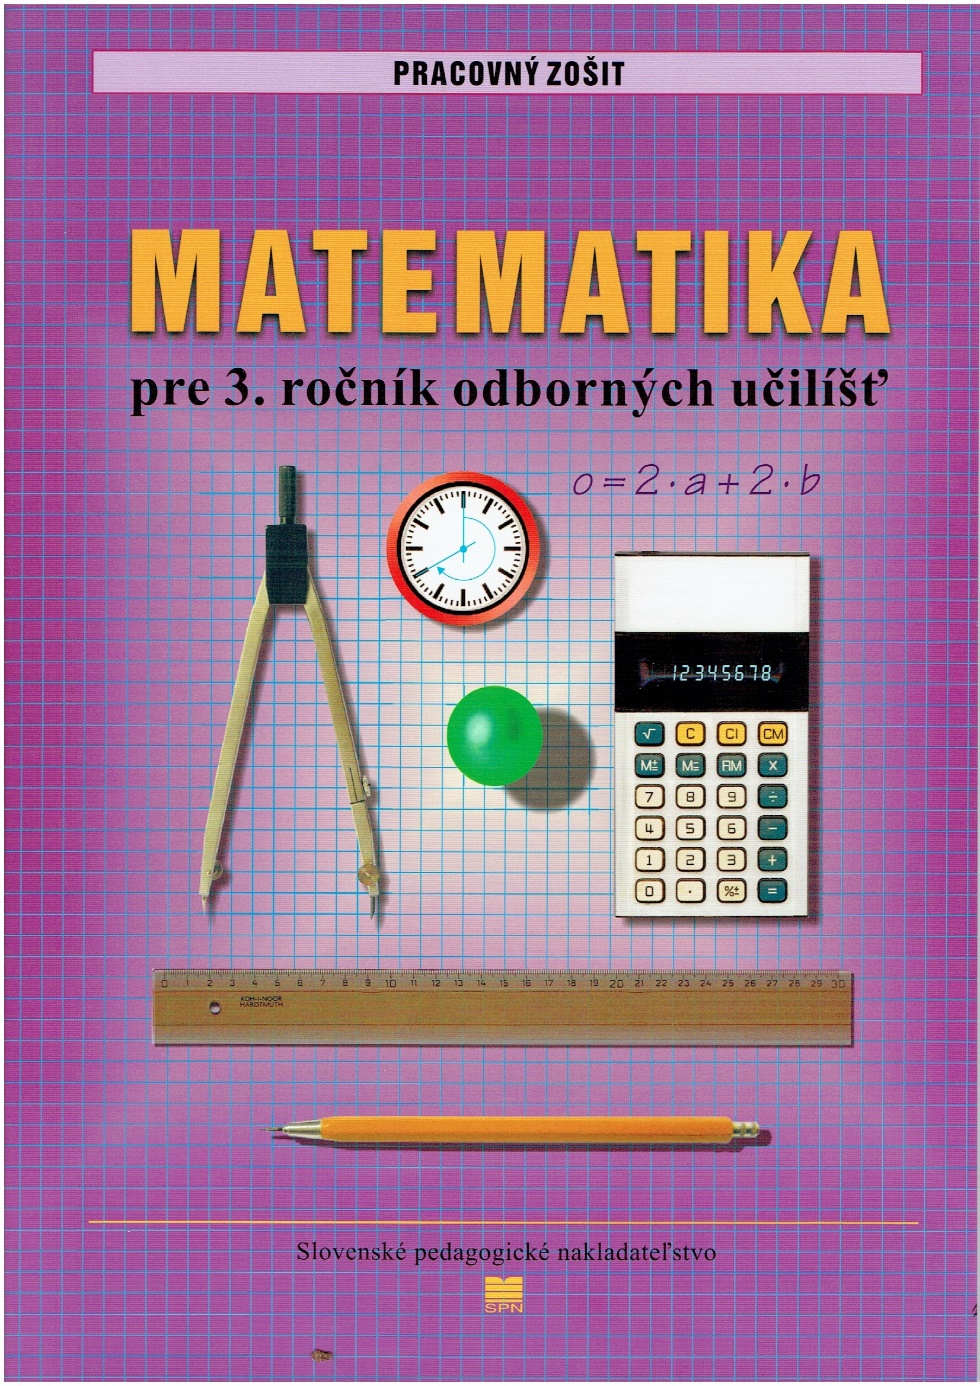 PRACOVNÝ ZOŠIT
MATEMATIKA
pre 3. ročník odborných učilíšť
o = 2 · a + 2 · b
12345678
√ C CI CM
M± M= RM X
7 8 9 ÷
4 5 6 −
1 2 3 +
0 · %± =
0 1 2 3 4 5 6 7 8 9 10 11 12 13 14 15 16 17 18 19 20 21 22 23 24 25 26 27 28 29 30
KOH-I-NOOR
HARDTMUTH
Slovenské pedagogické nakladateľstvo
SPN